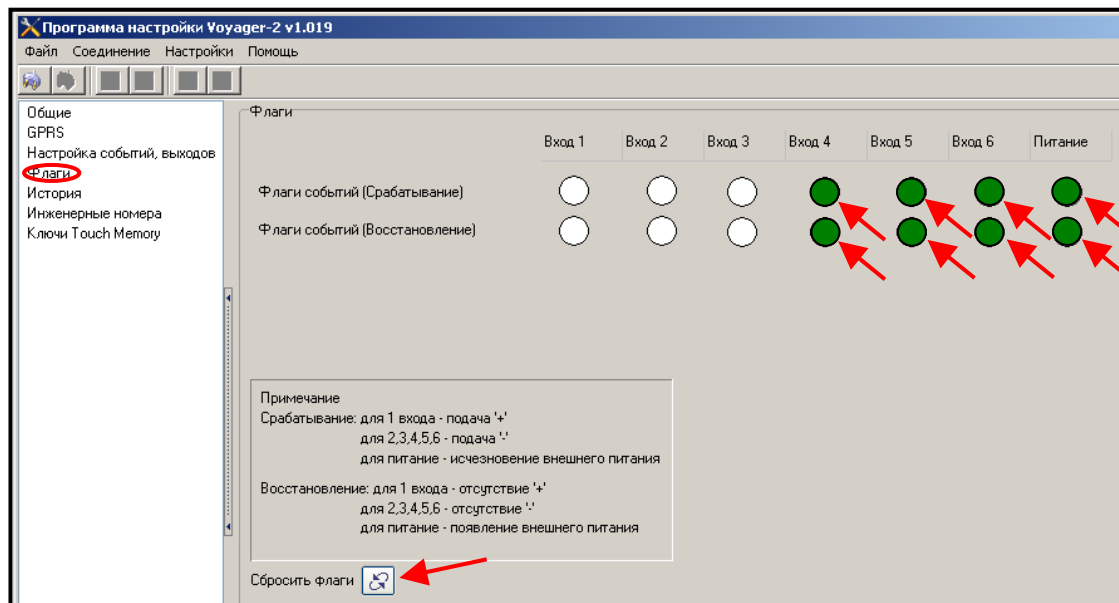 Программа настройки Voyager-2 v1.019
Файл Соединение Настройки Помощь
Общие
GPRS
Настройка событий, выходов
Флаги
История
Инженерные номера
Ключи Touch Memory
Флаги
Вход 1 Вход 2 Вход 3 Вход 4 Вход 5 Вход 6 Питание
Флаги событий (Срабатывание)
Флаги событий (Восстановление)
Примечание
Срабатывание: для 1 входа - подача '+'
для 2,3,4,5,6 - подача '-'
для питание - исчезновение внешнего питания
Восстановление: для 1 входа - отсутствие '+'
для 2,3,4,5,6 - отсутствие '-'
для питание - появление внешнего питания
Сбросить флаги